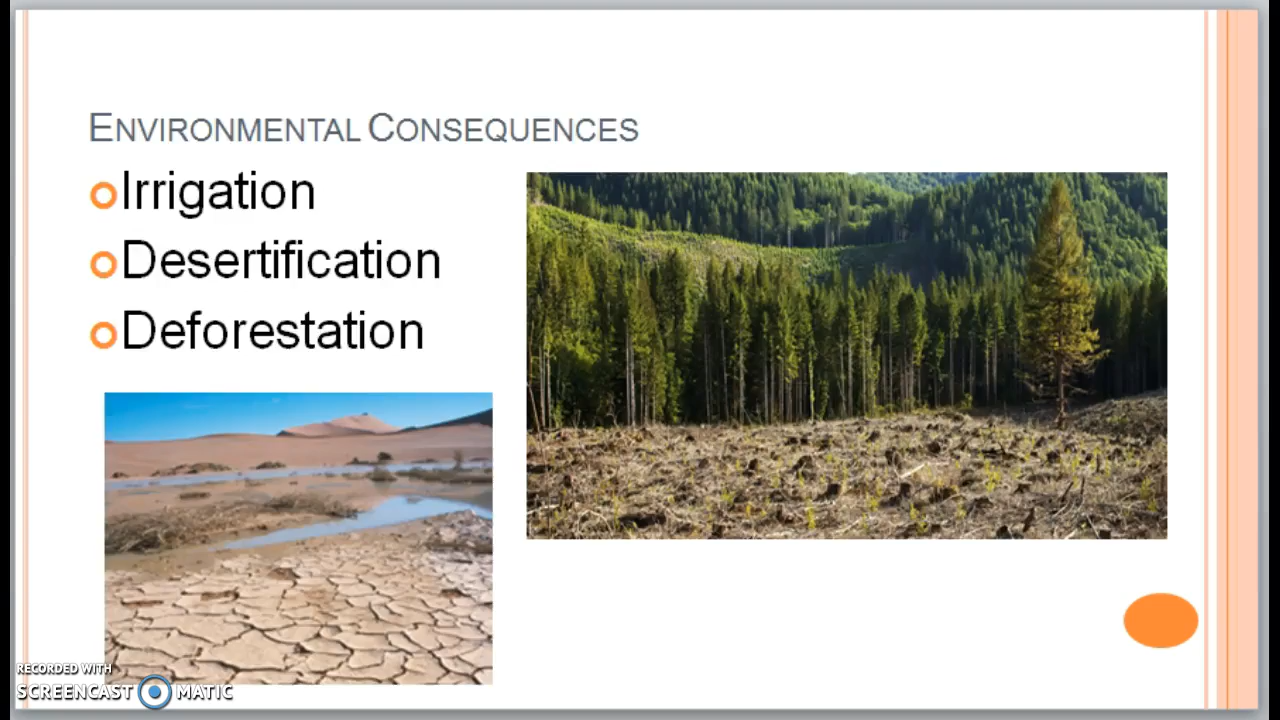 ENVIRONMENTAL CONSEQUENCES
Irrigation
Desertification
Deforestation
RECORDED WITH
SCREENCAST MATIC